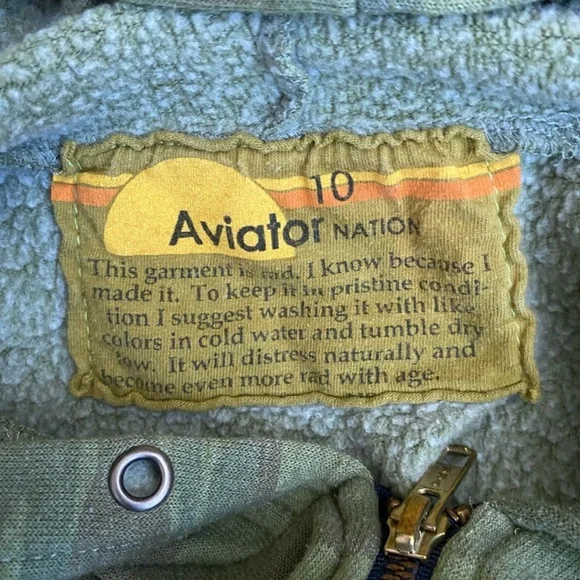 10
Aviator NATION
This garment is rad. I know because I
made it. To keep it in pristine condi-
tion I suggest washing it with like
colors in cold water and tumble dry
low. It will distress naturally and
become even more rad with age.